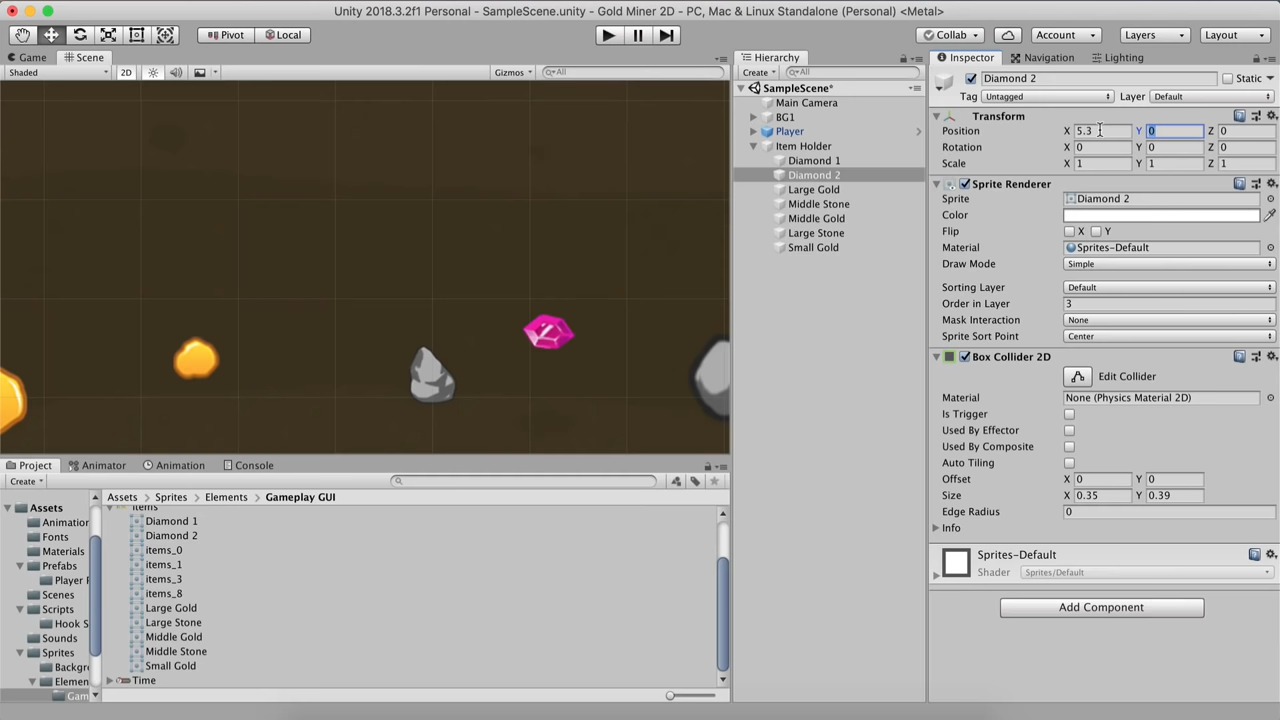 Unity 2018.3.2f1 Personal - SampleScene.unity - Gold Miner 2D - PC, Mac & Linux Standalone (Personal) <Metal>
Pivot Local Collab Account Layers Layout
Game Scene
Shaded 2D Gizmos All
Hierarchy
Create All
SampleScene*
Main Camera
BG1
Player
Item Holder
Diamond 1
Diamond 2
Large Gold
Middle Stone
Middle Gold
Large Stone
Small Gold
Inspector Navigation Lighting
Diamond 2 Static
Tag Untagged Layer Default
Transform
Position X 5.3 Y 0 Z 0
Rotation X 0 Y 0 Z 0
Scale X 1 Y 1 Z 1
Sprite Renderer
Sprite Diamond 2
Color
Flip X Y
Material Sprites-Default
Draw Mode Simple
Sorting Layer Default
Order in Layer 3
Mask Interaction None
Sprite Sort Point Center
Box Collider 2D
Edit Collider
Material None (Physics Material 2D)
Is Trigger
Used By Effector
Used By Composite
Auto Tiling
Offset X 0 Y 0
Size X 0.35 Y 0.39
Edge Radius 0
Info
Sprites-Default
Shader Sprites/Default
Add Component
Project Animator Animation Console
Create
Assets
Animation
Fonts
Materials
Prefabs
Player P
Scenes
Scripts
Hook S
Sounds
Sprites
Backgr
Elemen
Gam
Assets Sprites Elements Gameplay GUI
items
Diamond 1
Diamond 2
items_0
items_1
items_3
items_8
Large Gold
Large Stone
Middle Gold
Middle Stone
Small Gold
Time